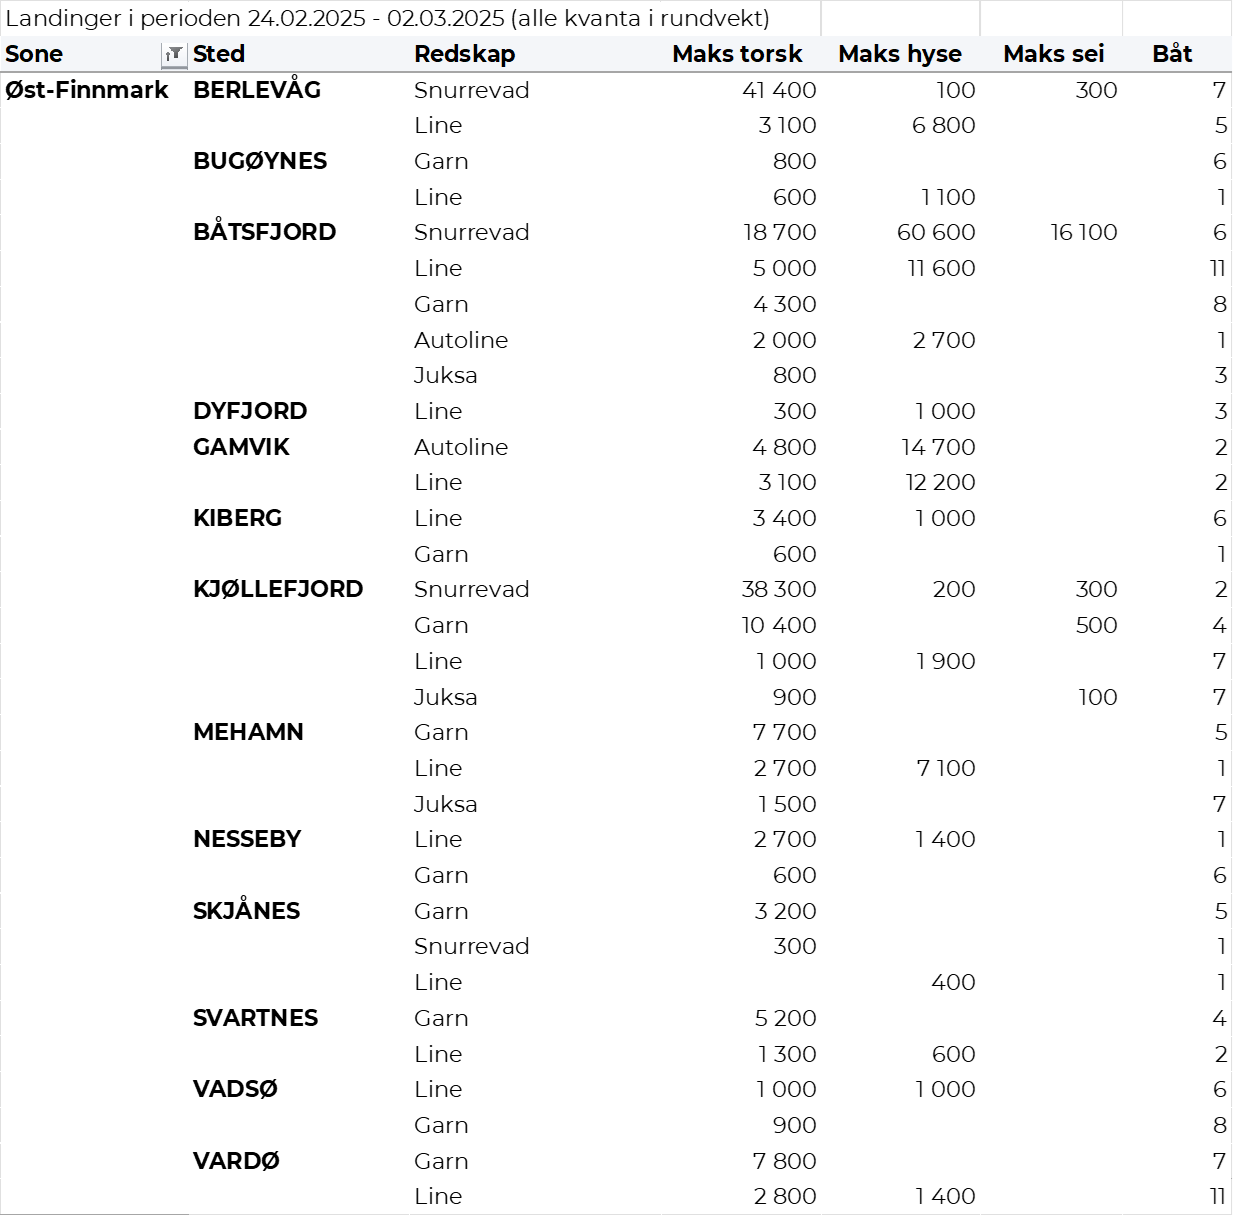 Landinger i perioden 24.02.2025 - 02.03.2025 (alle kvanta i rundvekt)
Sone Sted Redskap Maks torsk Maks hyse Maks sei Båt
Øst-Finnmark BERLEVÅG Snurrevad 41 400 100 300 7
Line 3 100 6 800 5
BUGØYNES Garn 800 6
Line 600 1 100 1
BÅTSFJORD Snurrevad 18 700 60 600 16 100 6
Line 5 000 11 600 11
Garn 4 300 8
Autoline 2 000 2 700 1
Juksa 800 3
DYFJORD Line 300 1 000 3
GAMVIK Autoline 4 800 14 700 2
Line 3 100 12 200 2
KIBERG Line 3 400 1 000 6
Garn 600 1
KJØLLEFJORD Snurrevad 38 300 200 300 2
Garn 10 400 500 4
Line 1 000 1 900 7
Juksa 900 100 7
MEHAMN Garn 7 700 5
Line 2 700 7 100 1
Juksa 1 500 7
NESSEBY Line 2 700 1 400 1
Garn 600 6
SKJÅNES Garn 3 200 5
Snurrevad 300 1
Line 400 1
SVARTNES Garn 5 200 4
Line 1 300 600 2
VADSØ Line 1 000 1 000 6
Garn 900 8
VARDØ Garn 7 800 7
Line 2 800 1 400 11